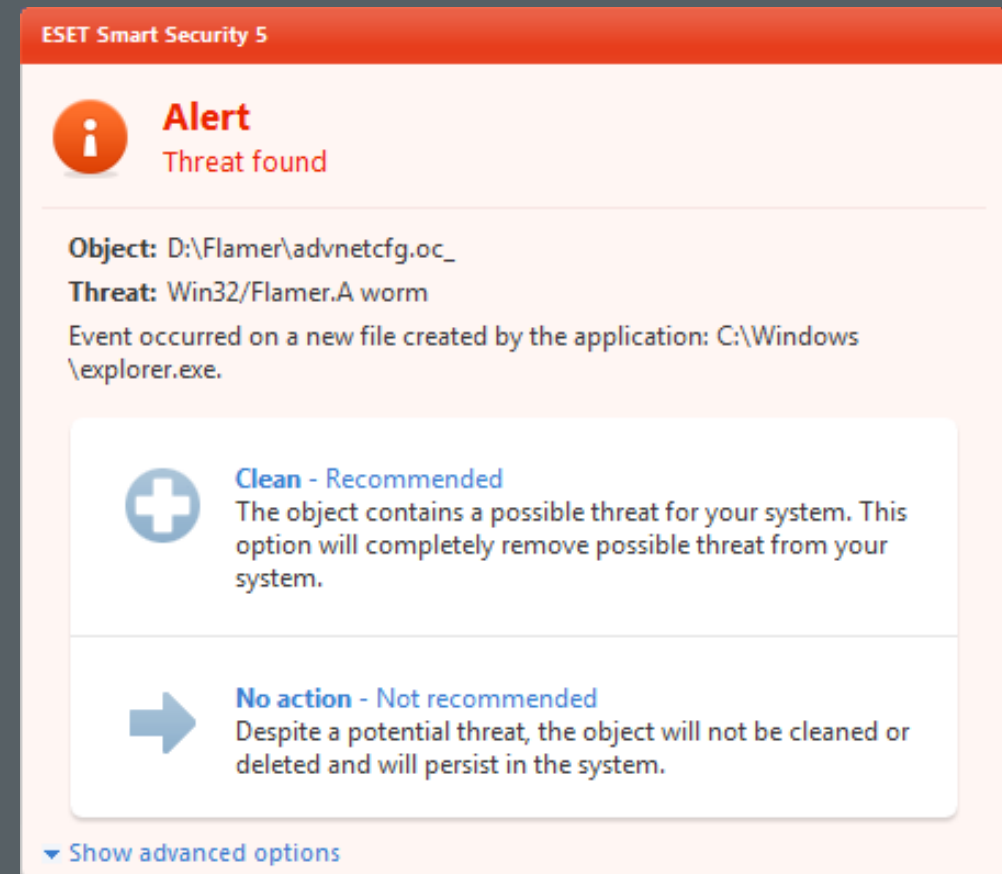 ESET Smart Security 5
Alert
Threat found
Object: D:\Flamer\advnetcfg.oc_
Threat: Win32/Flamer.A worm
Event occurred on a new file created by the application: C:\Windows
\explorer.exe.
Clean - Recommended
The object contains a possible threat for your system. This
option will completely remove possible threat from your
system.
No action - Not recommended
Despite a potential threat, the object will not be cleaned or
deleted and will persist in the system.
Show advanced options